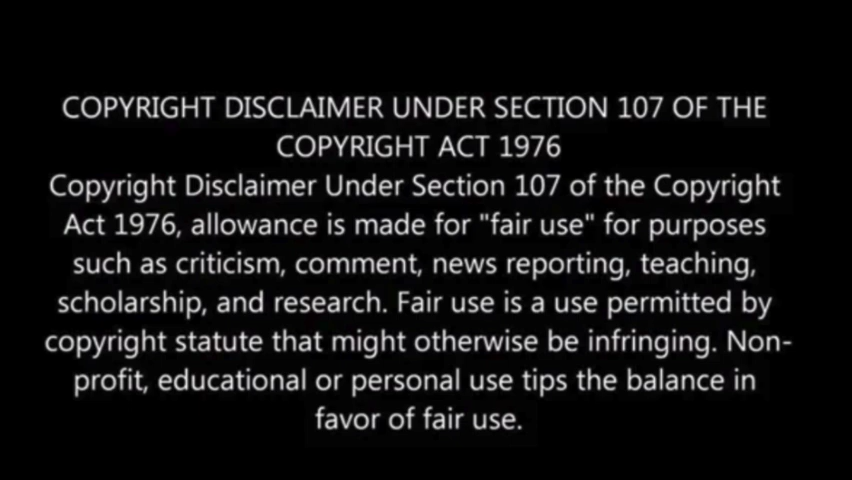 COPYRIGHT DISCLAIMER UNDER SECTION 107 OF THE
COPYRIGHT ACT 1976
Copyright Disclaimer Under Section 107 of the Copyright
Act 1976, allowance is made for "fair use" for purposes
such as criticism, comment, news reporting, teaching,
scholarship, and research. Fair use is a use permitted by
copyright statute that might otherwise be infringing. Non-
profit, educational or personal use tips the balance in
favor of fair use.